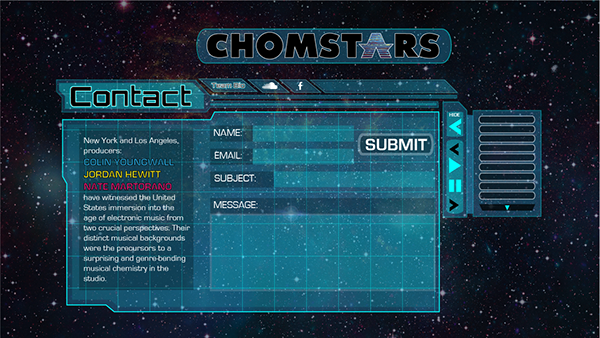 CHOMSTARS
Team Bio
f
Contact
HIDE
New York and Los Angeles,
producers:
COLIN YOUNGWALL
JORDAN HEWITT
NATE MARTORANO
have witnessed the United
States immersion into the
age of electronic music from
two crucial perspectives. Their
distinct musical backgrounds
were the precursors to a
surprising and genre-bending
musical chemistry in the
studio.
NAME:
EMAIL:
SUBJECT:
MESSAGE:
SUBMIT